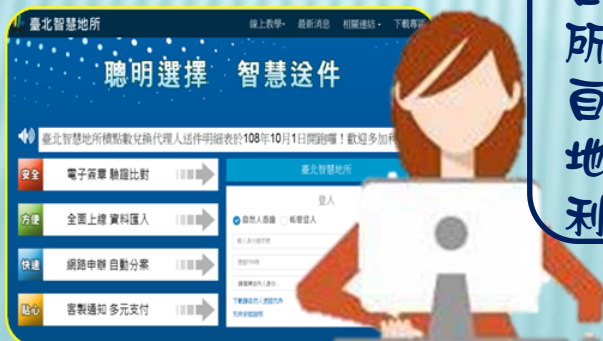 臺北智慧地所
線上教學
最新消息
相關連結
下載專區
聰明選擇 智慧送件
臺北智慧地所積點數兌換代理人送件明細表於108年10月1日開跑囉！歡迎多加利
安全 電子簽章 驗證比對
方便 全面上線 資料匯入
快速 網路申辦 自動分案
貼心 客製通知 多元支付
臺北智慧地所
登入
自然人憑證
帳密登入
所
地
利